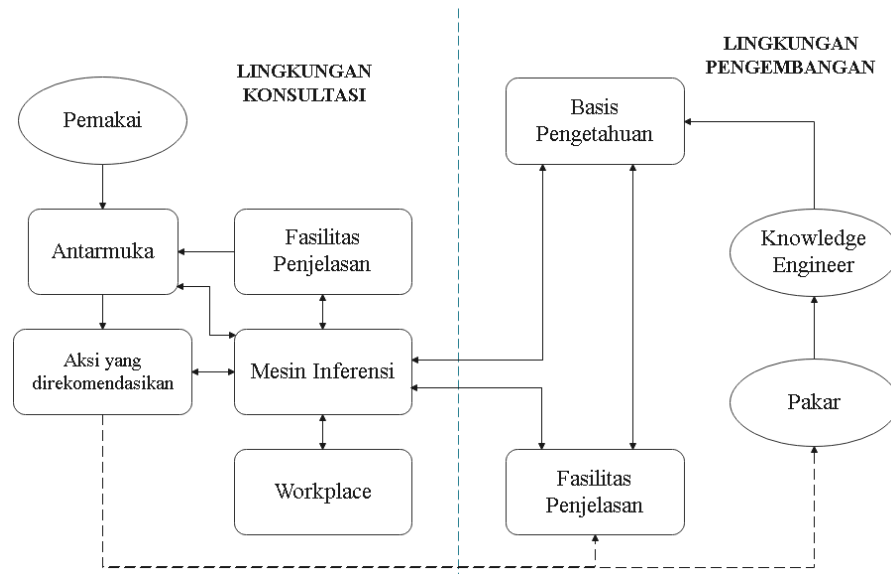 LINGKUNGAN
KONSULTASI
LINGKUNGAN
PENGEMBANGAN
Pemakai
Basis
Pengetahuan
Antarmuka
Fasilitas
Penjelasan
Knowledge
Engineer
Aksi yang
direkomendasikan
Mesin Inferensi
Pakar
Workplace
Fasilitas
Penjelasan